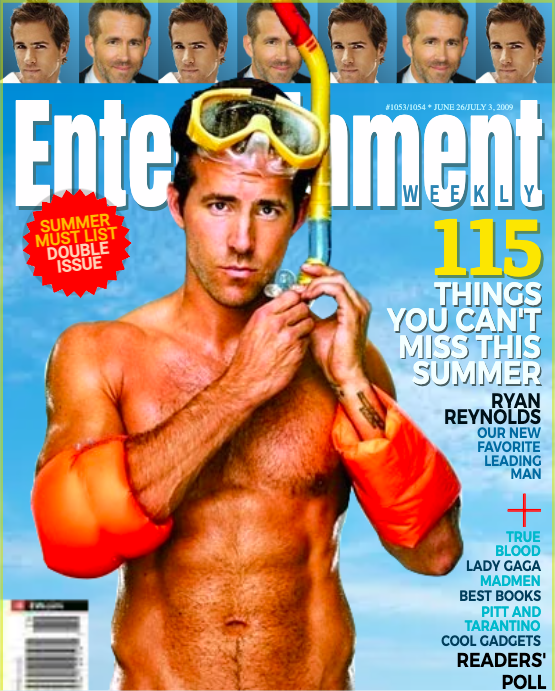 #1053/1054 * JUNE 26/JULY 3, 2009
Entertainment
WEEKLY
SUMMER
MUST LIST
DOUBLE
ISSUE
115
THINGS
YOU CAN'T
MISS THIS
SUMMER
RYAN
REYNOLDS
OUR NEW
FAVORITE
LEADING
MAN
+
TRUE
BLOOD
LADY GAGA
MADMEN
BEST BOOKS
PITT AND
TARANTINO
COOL GADGETS
READERS'
POLL